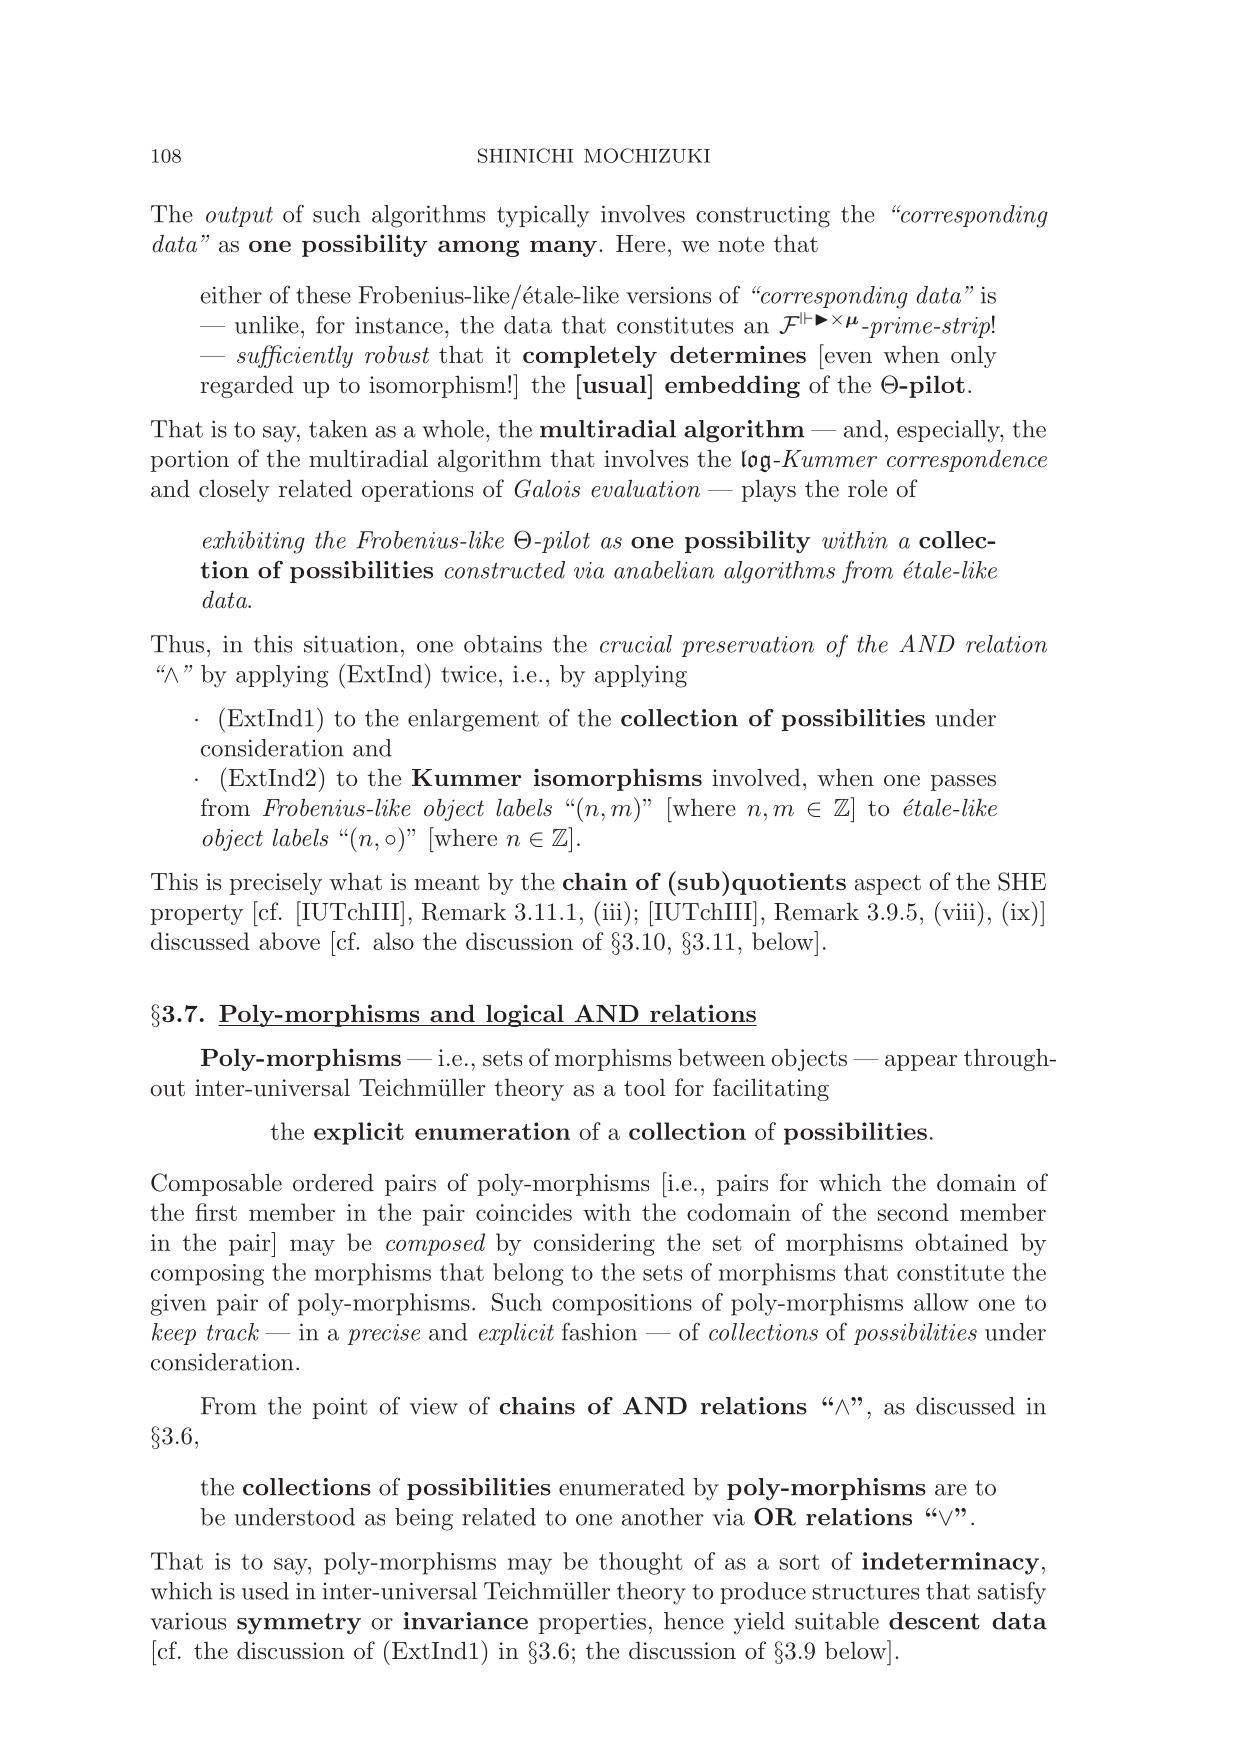 108 SHINICHI MOCHIZUKI
The output of such algorithms typically involves constructing the “corresponding
data” as one possibility among many. Here, we note that
either of these Frobenius-like/étale-like versions of “corresponding data” is
— unlike, for instance, the data that constitutes an 𝓕^{⊩▶×μ}-prime-strip!
— sufficiently robust that it completely determines [even when only
regarded up to isomorphism!] the [usual] embedding of the Θ-pilot.
That is to say, taken as a whole, the multiradial algorithm — and, especially, the
portion of the multiradial algorithm that involves the 𝔩𝔬𝔤-Kummer correspondence
and closely related operations of Galois evaluation — plays the role of
exhibiting the Frobenius-like Θ-pilot as one possibility within a collec-
tion of possibilities constructed via anabelian algorithms from étale-like
data.
Thus, in this situation, one obtains the crucial preservation of the AND relation
“∧” by applying (ExtInd) twice, i.e., by applying
· (ExtInd1) to the enlargement of the collection of possibilities under
consideration and
· (ExtInd2) to the Kummer isomorphisms involved, when one passes
from Frobenius-like object labels “(n, m)” [where n, m ∈ ℤ] to étale-like
object labels “(n, ∘)” [where n ∈ ℤ].
This is precisely what is meant by the chain of (sub)quotients aspect of the SHE
property [cf. [IUTchIII], Remark 3.11.1, (iii); [IUTchIII], Remark 3.9.5, (viii), (ix)]
discussed above [cf. also the discussion of §3.10, §3.11, below].
§3.7. Poly-morphisms and logical AND relations
Poly-morphisms — i.e., sets of morphisms between objects — appear through-
out inter-universal Teichmüller theory as a tool for facilitating
the explicit enumeration of a collection of possibilities.
Composable ordered pairs of poly-morphisms [i.e., pairs for which the domain of
the first member in the pair coincides with the codomain of the second member
in the pair] may be composed by considering the set of morphisms obtained by
composing the morphisms that belong to the sets of morphisms that constitute the
given pair of poly-morphisms. Such compositions of poly-morphisms allow one to
keep track — in a precise and explicit fashion — of collections of possibilities under
consideration.
From the point of view of chains of AND relations “∧”, as discussed in
§3.6,
the collections of possibilities enumerated by poly-morphisms are to
be understood as being related to one another via OR relations “∨”.
That is to say, poly-morphisms may be thought of as a sort of indeterminacy,
which is used in inter-universal Teichmüller theory to produce structures that satisfy
various symmetry or invariance properties, hence yield suitable descent data
[cf. the discussion of (ExtInd1) in §3.6; the discussion of §3.9 below].